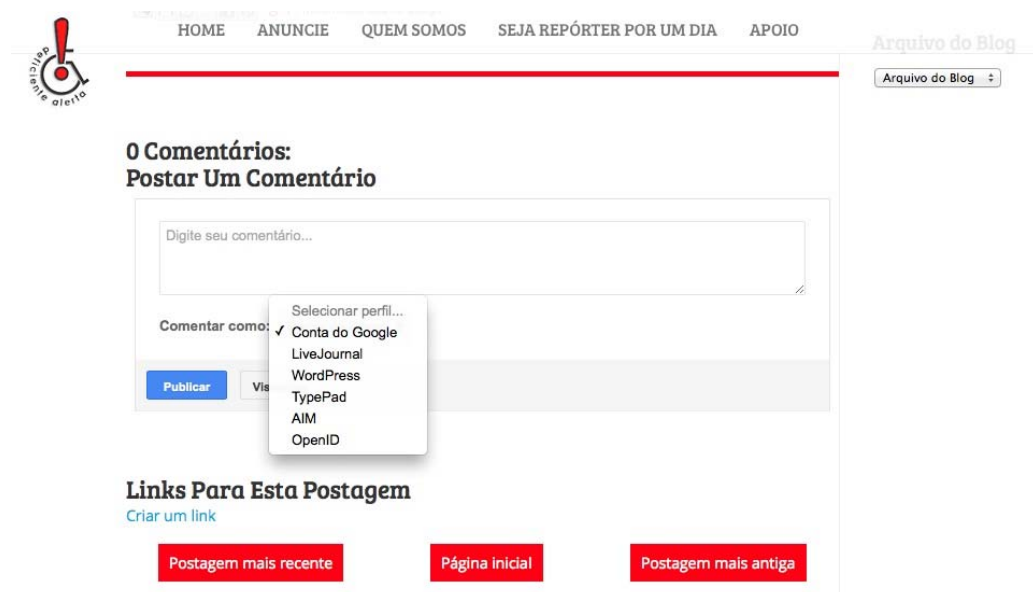 HOME ANUNCIE QUEM SOMOS SEJA REPÓRTER POR UM DIA APOIO
Arquivo do Blog
deficiente alerta
Arquivo do Blog
0 Comentários:
Postar Um Comentário
Digite seu comentário...
Comentar como:
Selecionar perfil...
✓ Conta do Google
LiveJournal
WordPress
TypePad
AIM
OpenID
Publicar Vis
Links Para Esta Postagem
Criar um link
Postagem mais recente Página inicial Postagem mais antiga